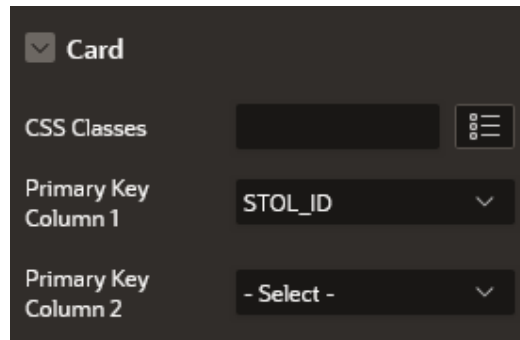 Card
CSS Classes
Primary Key
Column 1
STOL_ID
Primary Key
Column 2
- Select -